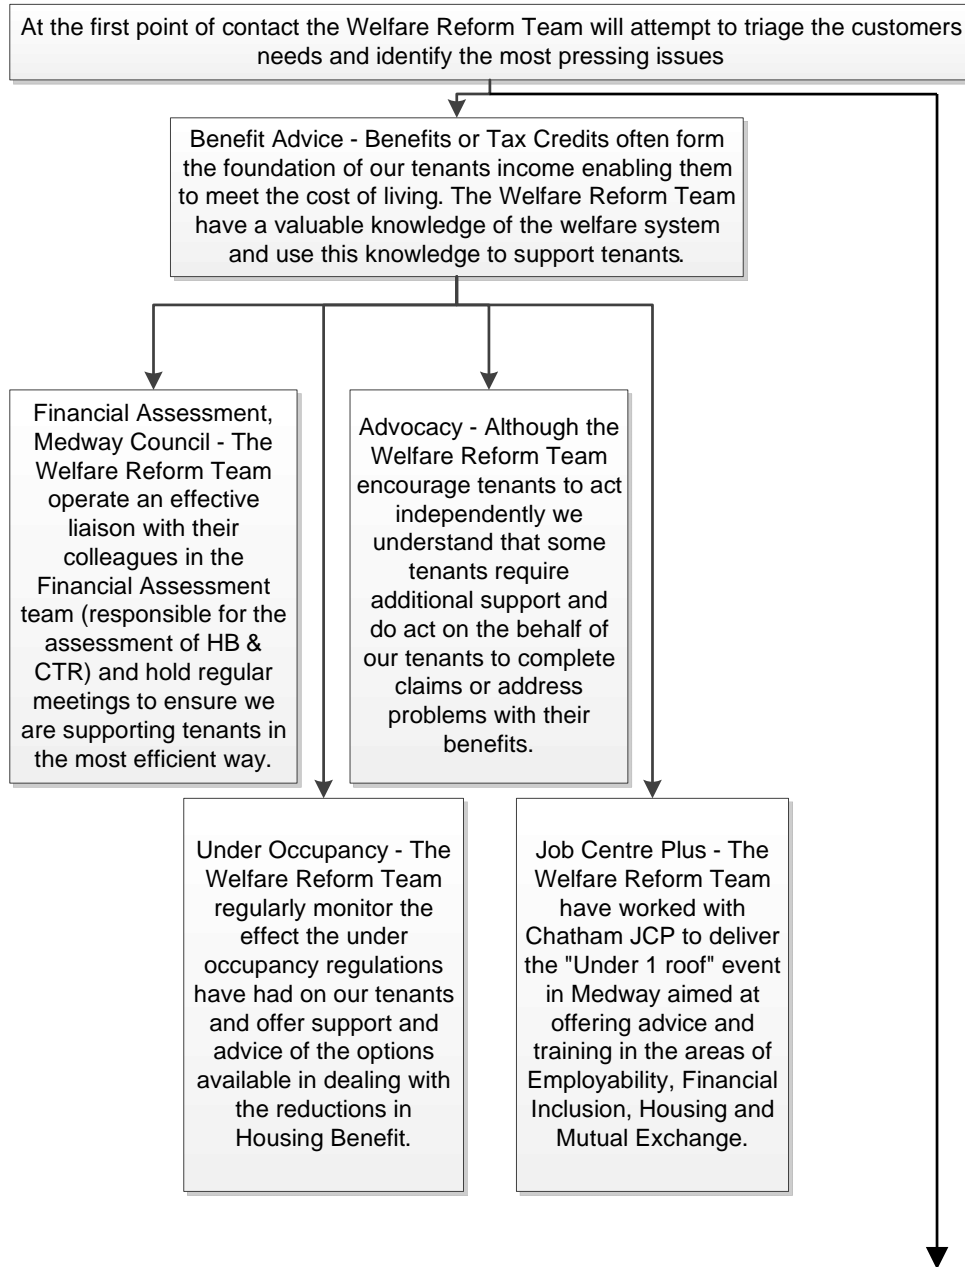 At the first point of contact the Welfare Reform Team will attempt to triage the customers
needs and identify the most pressing issues
Benefit Advice - Benefits or Tax Credits often form
the foundation of our tenants income enabling them
to meet the cost of living. The Welfare Reform Team
have a valuable knowledge of the welfare system
and use this knowledge to support tenants.
Financial Assessment,
Medway Council - The
Welfare Reform Team
operate an effective
liaison with their
colleagues in the
Financial Assessment
team (responsible for the
assessment of HB &
CTR) and hold regular
meetings to ensure we
are supporting tenants in
the most efficient way.
Advocacy - Although the
Welfare Reform Team
encourage tenants to act
independently we
understand that some
tenants require
additional support and
do act on the behalf of
our tenants to complete
claims or address
problems with their
benefits.
Under Occupancy - The
Welfare Reform Team
regularly monitor the
effect the under
occupancy regulations
have had on our tenants
and offer support and
advice of the options
available in dealing with
the reductions in
Housing Benefit.
Job Centre Plus - The
Welfare Reform Team
have worked with
Chatham JCP to deliver
the "Under 1 roof" event
in Medway aimed at
offering advice and
training in the areas of
Employability, Financial
Inclusion, Housing and
Mutual Exchange.